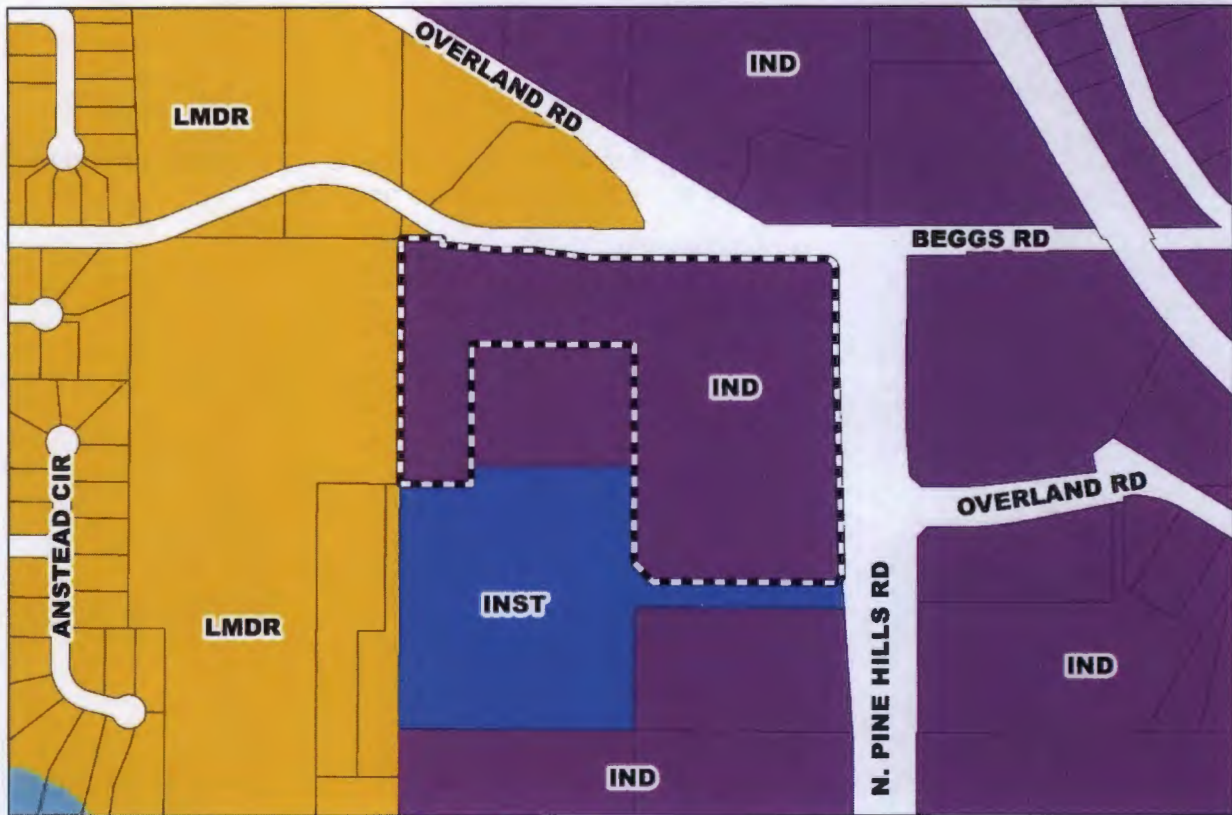 OVERLAND RD
IND
LMDR
BEGGS RD
IND
OVERLAND RD
ANSTEAD CIR
INST
LMDR
N. PINE HILLS RD
IND
IND